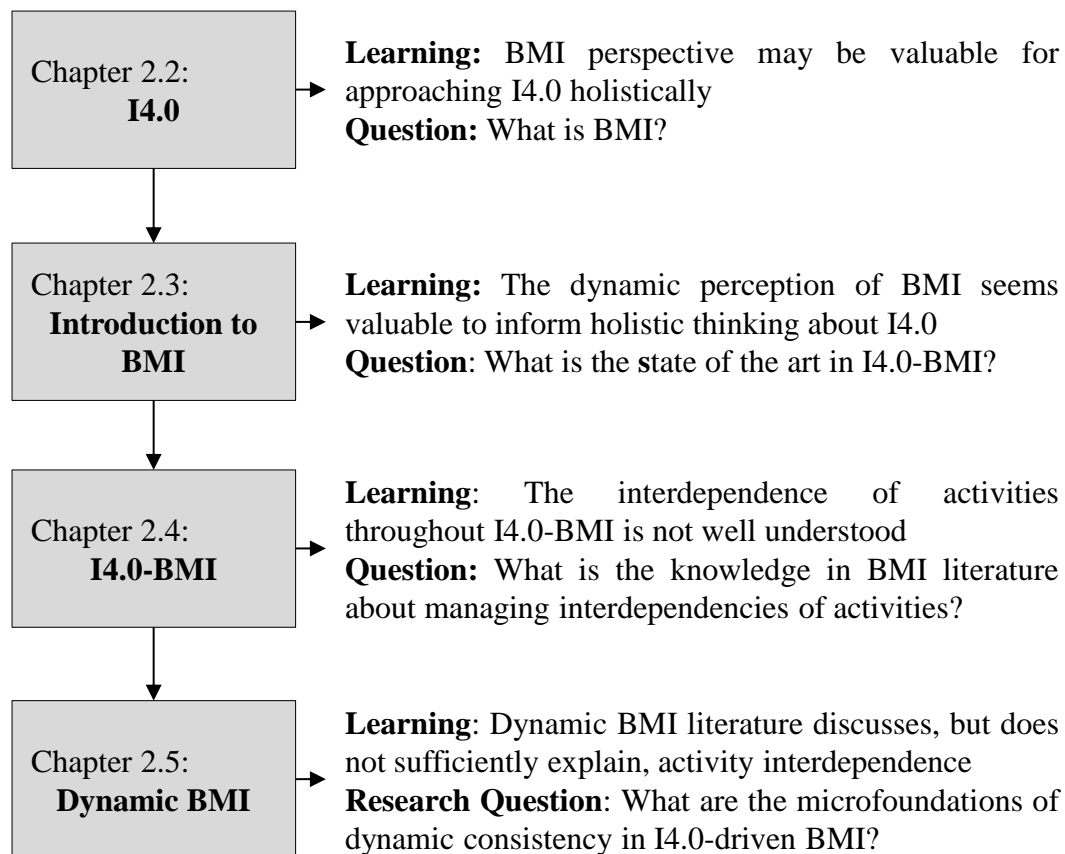 Chapter 2.2:
I4.0
Learning: BMI perspective may be valuable for
approaching I4.0 holistically
Question: What is BMI?
Chapter 2.3:
Introduction to
BMI
Learning: The dynamic perception of BMI seems
valuable to inform holistic thinking about I4.0
Question: What is the state of the art in I4.0-BMI?
Chapter 2.4:
I4.0-BMI
Learning: The interdependence of activities
throughout I4.0-BMI is not well understood
Question: What is the knowledge in BMI literature
about managing interdependencies of activities?
Chapter 2.5:
Dynamic BMI
Learning: Dynamic BMI literature discusses, but does
not sufficiently explain, activity interdependence
Research Question: What are the microfoundations of
dynamic consistency in I4.0-driven BMI?